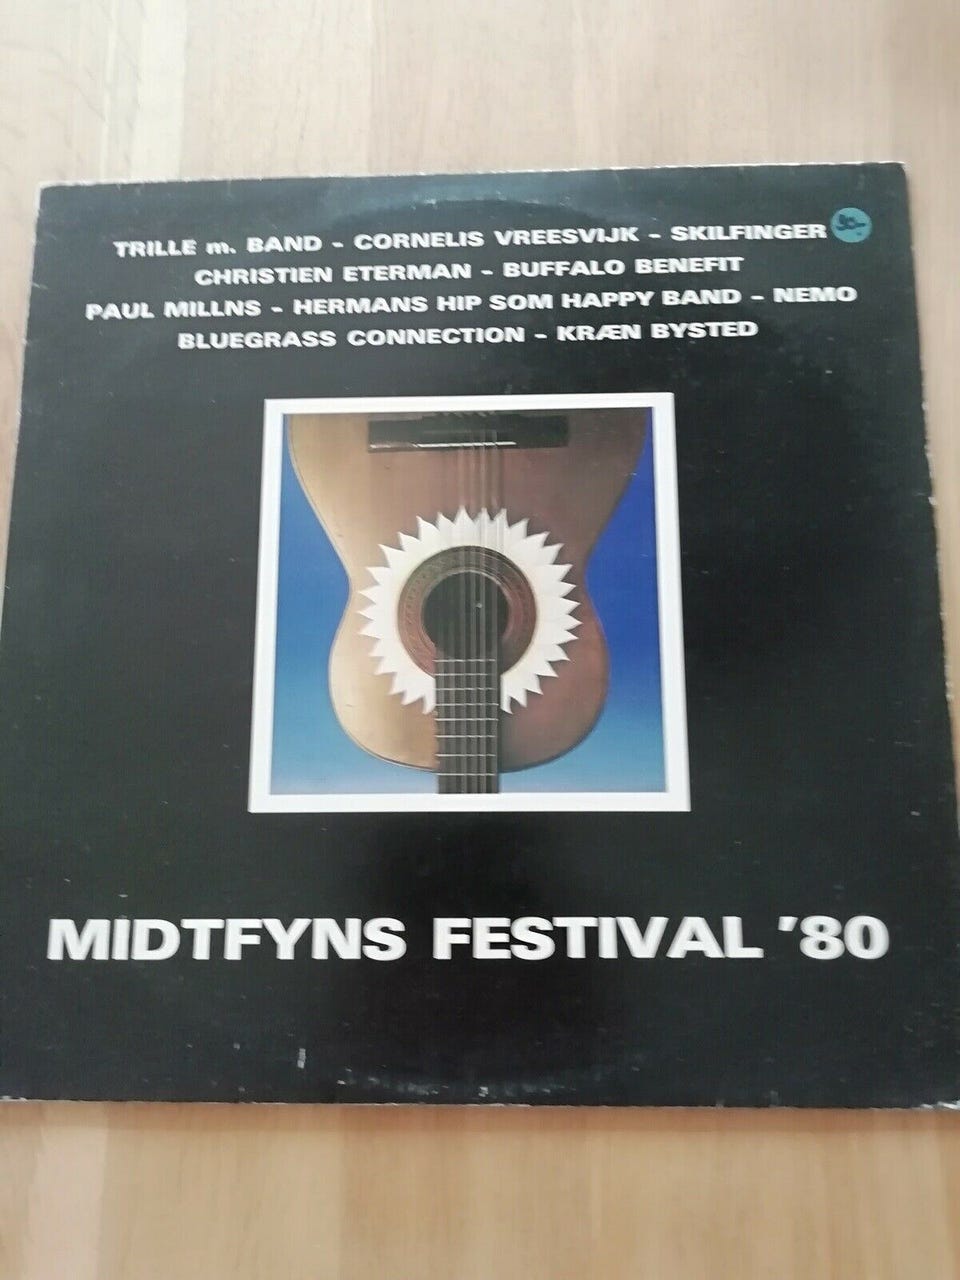 TRILLE m. BAND - CORNELIS VREESVIJK - SKILFINGER
CHRISTIEN ETERMAN - BUFFALO BENEFIT
PAUL MILLNS - HERMANS HIP SOM HAPPY BAND - NEMO
BLUEGRASS CONNECTION - KRÆN BYSTED
MIDTFYNS FESTIVAL '80